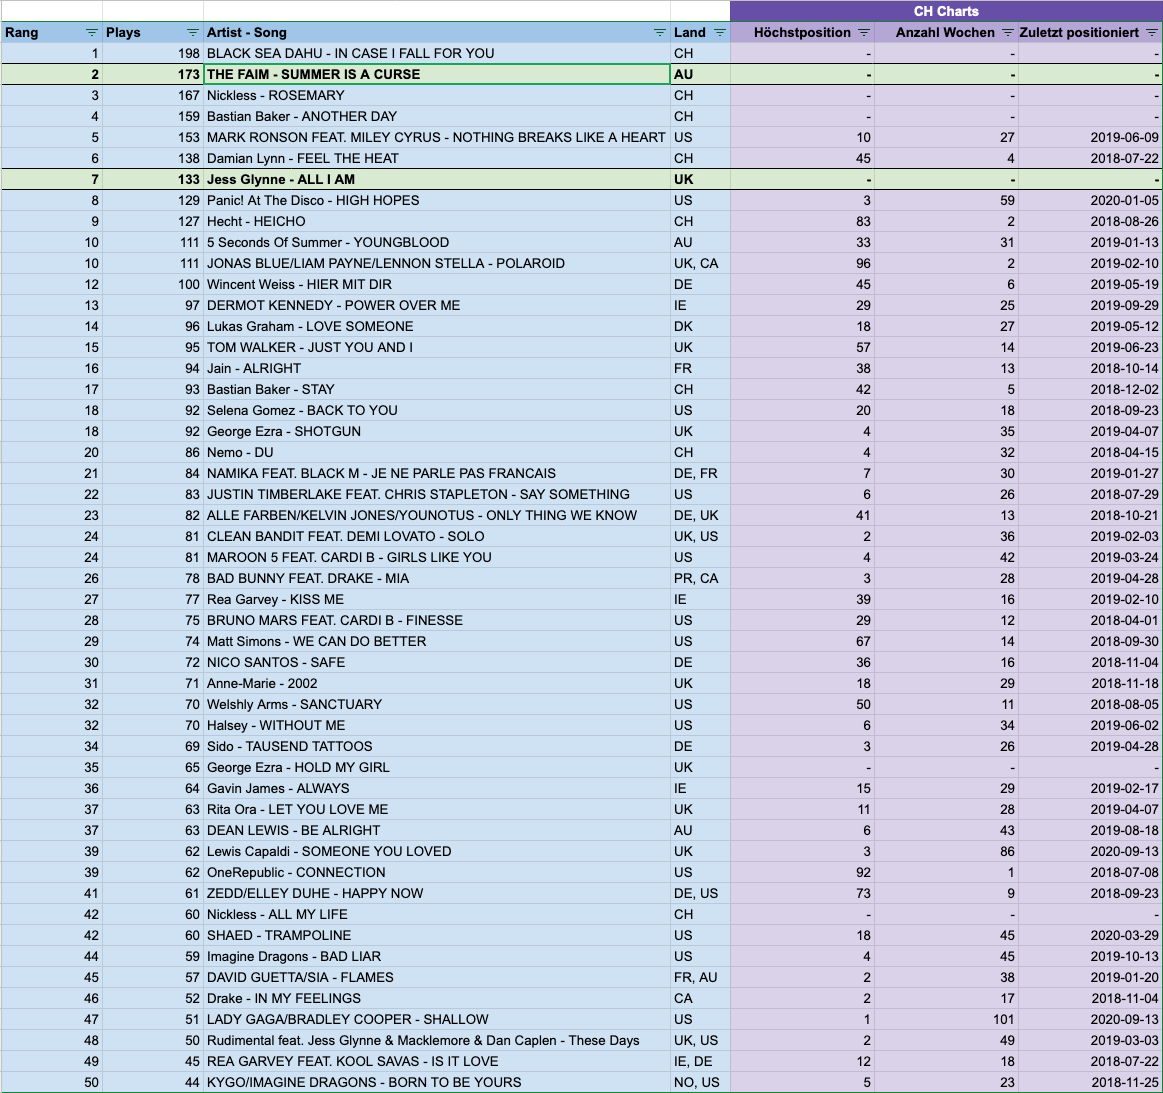 CH Charts
Rang Plays Artist - Song Land Höchstposition Anzahl Wochen Zuletzt positioniert
1 198 BLACK SEA DAHU - IN CASE I FALL FOR YOU CH - - -
2 173 THE FAIM - SUMMER IS A CURSE AU - - -
3 167 Nickless - ROSEMARY CH - - -
4 159 Bastian Baker - ANOTHER DAY CH - - -
5 153 MARK RONSON FEAT. MILEY CYRUS - NOTHING BREAKS LIKE A HEART US 10 27 2019-06-09
6 138 Damian Lynn - FEEL THE HEAT CH 45 4 2018-07-22
7 133 Jess Glynne - ALL I AM UK - - -
8 129 Panic! At The Disco - HIGH HOPES US 3 59 2020-01-05
9 127 Hecht - HEICHO CH 83 2 2018-08-26
10 111 5 Seconds Of Summer - YOUNGBLOOD AU 33 31 2019-01-13
10 111 JONAS BLUE/LIAM PAYNE/LENNON STELLA - POLAROID UK, CA 96 2 2019-02-10
12 100 Wincent Weiss - HIER MIT DIR DE 45 6 2019-05-19
13 97 DERMOT KENNEDY - POWER OVER ME IE 29 25 2019-09-29
14 96 Lukas Graham - LOVE SOMEONE DK 18 27 2019-05-12
15 95 TOM WALKER - JUST YOU AND I UK 57 14 2019-06-23
16 94 Jain - ALRIGHT FR 38 13 2018-10-14
17 93 Bastian Baker - STAY CH 42 5 2018-12-02
18 92 Selena Gomez - BACK TO YOU US 20 18 2018-09-23
18 92 George Ezra - SHOTGUN UK 4 35 2019-04-07
20 86 Nemo - DU CH 4 32 2018-04-15
21 84 NAMIKA FEAT. BLACK M - JE NE PARLE PAS FRANCAIS DE, FR 7 30 2019-01-27
22 83 JUSTIN TIMBERLAKE FEAT. CHRIS STAPLETON - SAY SOMETHING US 6 26 2018-07-29
23 82 ALLE FARBEN/KELVIN JONES/YOUNOTUS - ONLY THING WE KNOW DE, UK 41 13 2018-10-21
24 81 CLEAN BANDIT FEAT. DEMI LOVATO - SOLO UK, US 2 36 2019-02-03
24 81 MAROON 5 FEAT. CARDI B - GIRLS LIKE YOU US 4 42 2019-03-24
26 78 BAD BUNNY FEAT. DRAKE - MIA PR, CA 3 28 2019-04-28
27 77 Rea Garvey - KISS ME IE 39 16 2019-02-10
28 75 BRUNO MARS FEAT. CARDI B - FINESSE US 29 12 2018-04-01
29 74 Matt Simons - WE CAN DO BETTER US 67 14 2018-09-30
30 72 NICO SANTOS - SAFE DE 36 16 2018-11-04
31 71 Anne-Marie - 2002 UK 18 29 2018-11-18
32 70 Welshly Arms - SANCTUARY US 50 11 2018-08-05
32 70 Halsey - WITHOUT ME US 6 34 2019-06-02
34 69 Sido - TAUSEND TATTOOS DE 3 26 2019-04-28
35 65 George Ezra - HOLD MY GIRL UK - - -
36 64 Gavin James - ALWAYS IE 15 29 2019-02-17
37 63 Rita Ora - LET YOU LOVE ME UK 11 28 2019-04-07
37 63 DEAN LEWIS - BE ALRIGHT AU 6 43 2019-08-18
39 62 Lewis Capaldi - SOMEONE YOU LOVED UK 3 86 2020-09-13
39 62 OneRepublic - CONNECTION US 92 1 2018-07-08
41 61 ZEDD/ELLEY DUHE - HAPPY NOW DE, US 73 9 2018-09-23
42 60 Nickless - ALL MY LIFE CH - - -
42 60 SHAED - TRAMPOLINE US 18 45 2020-03-29
44 59 Imagine Dragons - BAD LIAR US 4 45 2019-10-13
45 57 DAVID GUETTA/SIA - FLAMES FR, AU 2 38 2019-01-20
46 52 Drake - IN MY FEELINGS CA 2 17 2018-11-04
47 51 LADY GAGA/BRADLEY COOPER - SHALLOW US 1 101 2020-09-13
48 50 Rudimental feat. Jess Glynne & Macklemore & Dan Caplen - These Days UK, US 2 49 2019-03-03
49 45 REA GARVEY FEAT. KOOL SAVAS - IS IT LOVE IE, DE 12 18 2018-07-22
50 44 KYGO/IMAGINE DRAGONS - BORN TO BE YOURS NO, US 5 23 2018-11-25